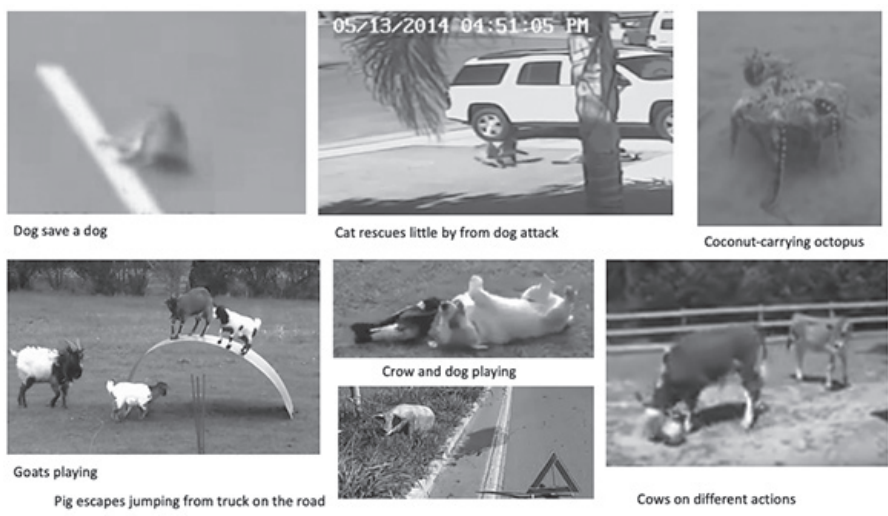 05/13/2014 04:51:05 PM
Dog save a dog
Cat rescues little by from dog attack
Coconut-carrying octopus
Crow and dog playing
Goats playing
Pig escapes jumping from truck on the road
Cows on different actions